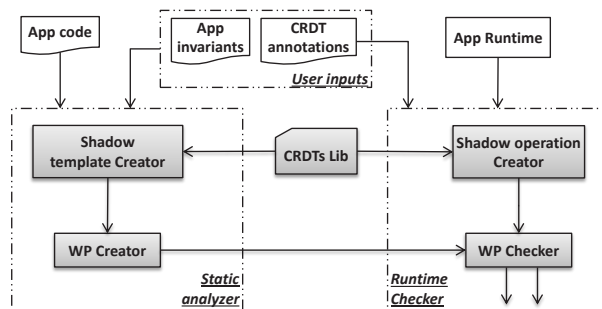 App code
App
invariants
CRDT
annotations
User inputs
App Runtime
Shadow
template Creator
CRDTs Lib
Shadow operation
Creator
WP Creator
WP Checker
Static
analyzer
Runtime
Checker